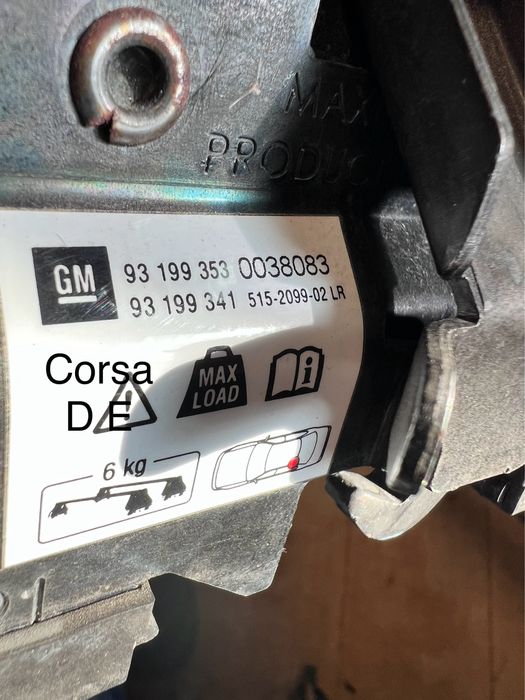 MAX
PRODUC
GM
93 199 353 0038083
93 199 341 515-2099-02 LR
Corsa
D E
MAX
LOAD
i
6 kg